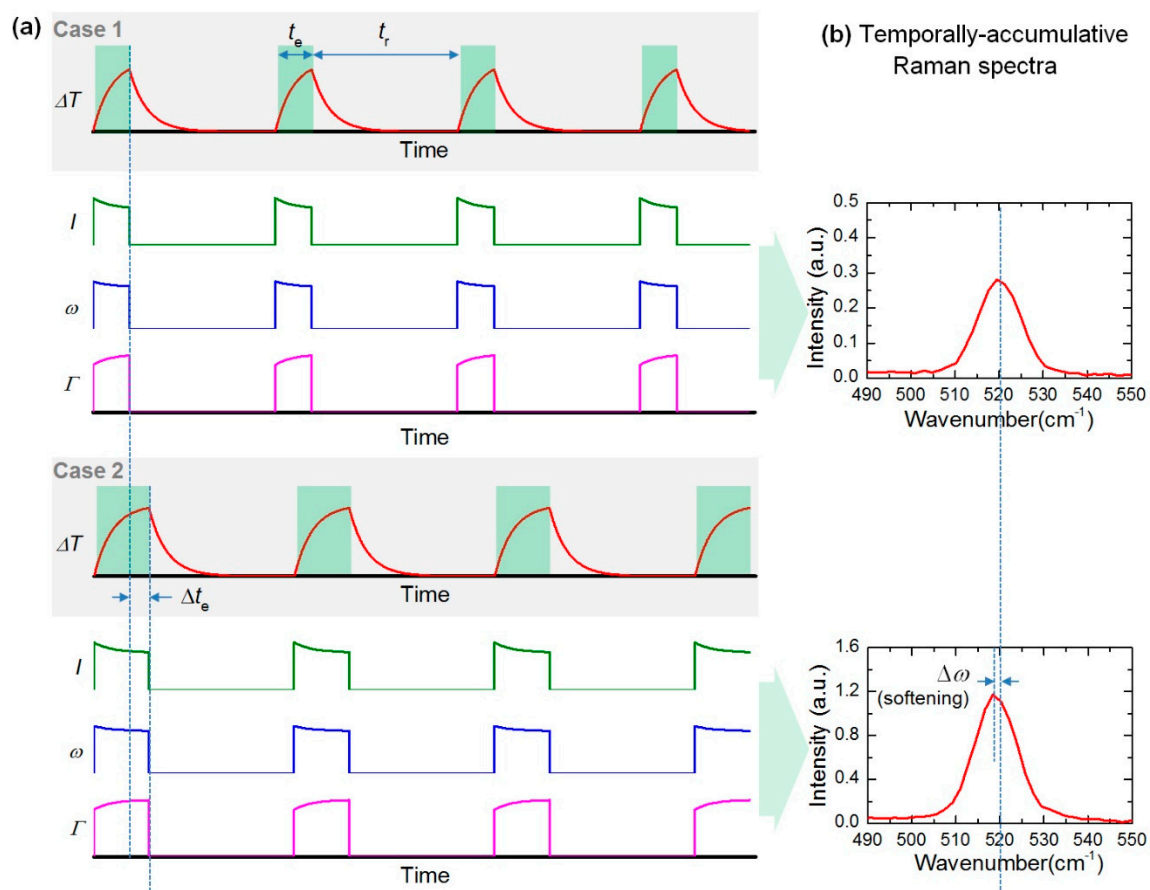 (a)
Case 1
tₑ
tᵣ
ΔT
Time
I
ω
Γ
Time
Case 2
ΔT
Time
Δtₑ
I
ω
Γ
Time
(b) Temporally-accumulative
Raman spectra
Intensity (a.u.)
0.5
0.4
0.3
0.2
0.1
0.0
490 500 510 520 530 540 550
Wavenumber(cm⁻¹)
Intensity (a.u.)
1.6
1.2
0.8
0.4
0.0
Δω
(softening)
490 500 510 520 530 540 550
Wavenumber(cm⁻¹)